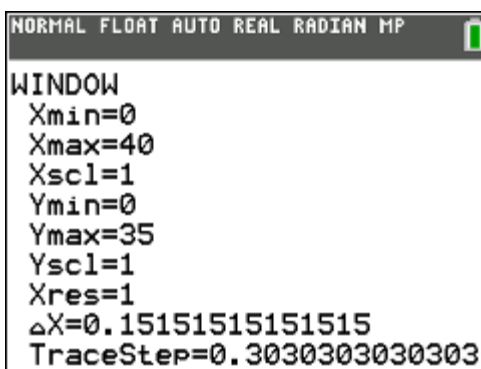 NORMAL FLOAT AUTO REAL RADIAN MP
WINDOW
Xmin=0
Xmax=40
Xscl=1
Ymin=0
Ymax=35
Yscl=1
Xres=1
△X=0.15151515151515
TraceStep=0.3030303030303